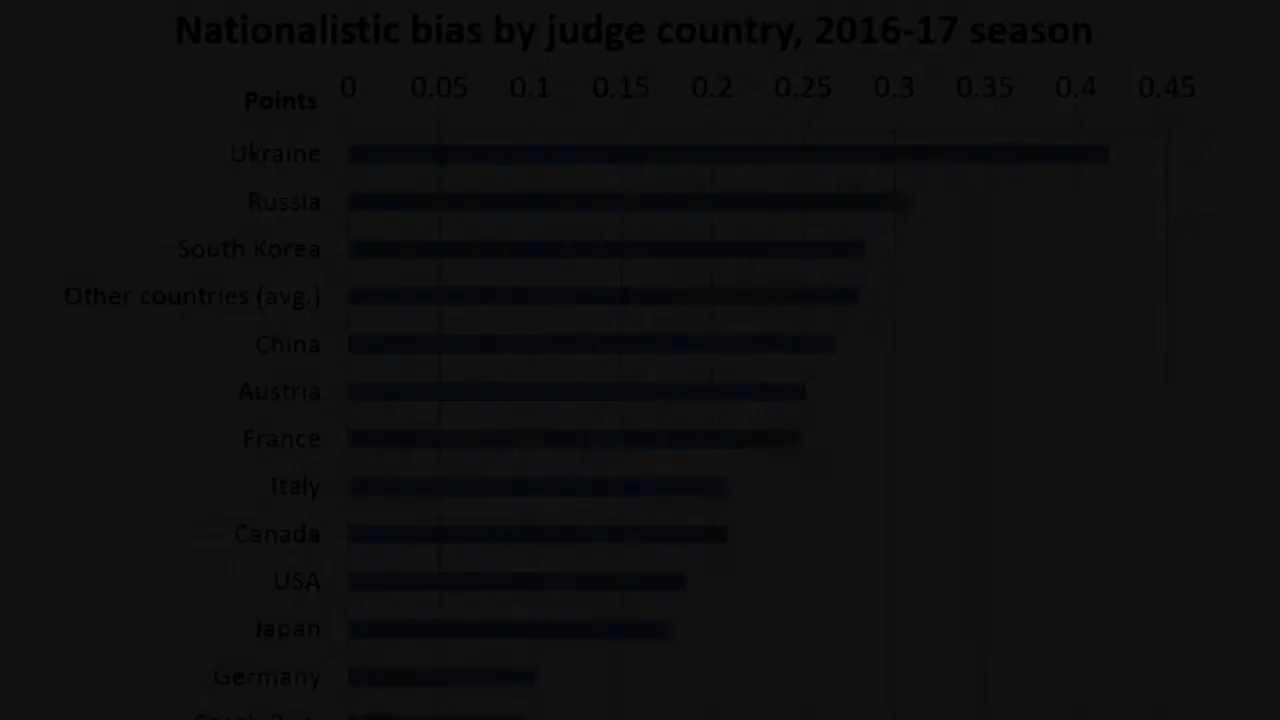 Nationalistic bias by judge country, 2016-17 season
Points 0 0.05 0.1 0.15 0.2 0.25 0.3 0.35 0.4 0.45
Ukraine
Russia
South Korea
Other countries (avg.)
China
Austria
France
Italy
Canada
USA
Japan
Germany